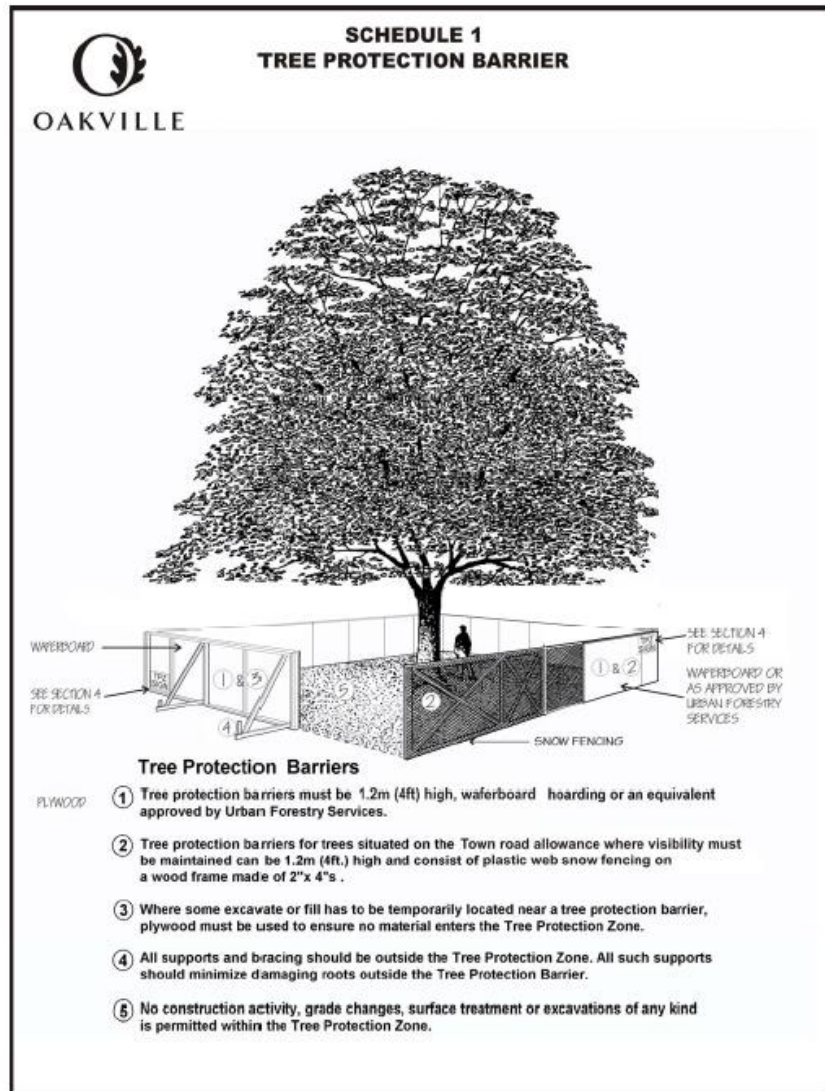 SCHEDULE 1
TREE PROTECTION BARRIER
OAKVILLE
WAFERBOARD
SEE SECTION 4
FOR DETAILS
TPZ
SIGN
1 & 3
4
5
2
SNOW FENCING
1 & 2
TPZ
SIGN
SEE SECTION 4
FOR DETAILS
WAFERBOARD OR
AS APPROVED BY
URBAN FORESTRY
SERVICES
Tree Protection Barriers
PLYWOOD
1 Tree protection barriers must be 1.2m (4ft) high, waferboard hoarding or an equivalent
approved by Urban Forestry Services.
2 Tree protection barriers for trees situated on the Town road allowance where visibility must
be maintained can be 1.2m (4ft.) high and consist of plastic web snow fencing on
a wood frame made of 2"x 4"s .
3 Where some excavate or fill has to be temporarily located near a tree protection barrier,
plywood must be used to ensure no material enters the Tree Protection Zone.
4 All supports and bracing should be outside the Tree Protection Zone. All such supports
should minimize damaging roots outside the Tree Protection Barrier.
5 No construction activity, grade changes, surface treatment or excavations of any kind
is permitted within the Tree Protection Zone.